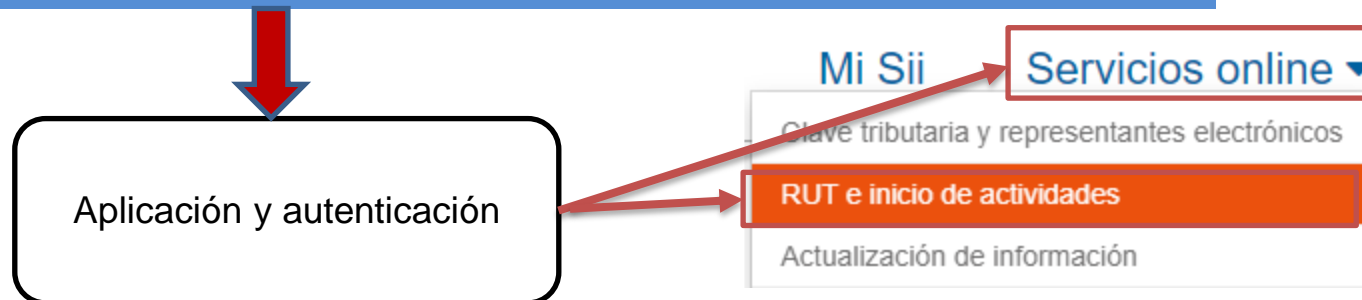 Mi Sii
Servicios online
Clave tributaria y representantes electrónicos
RUT e inicio de actividades
Aplicación y autenticación
Actualización de información